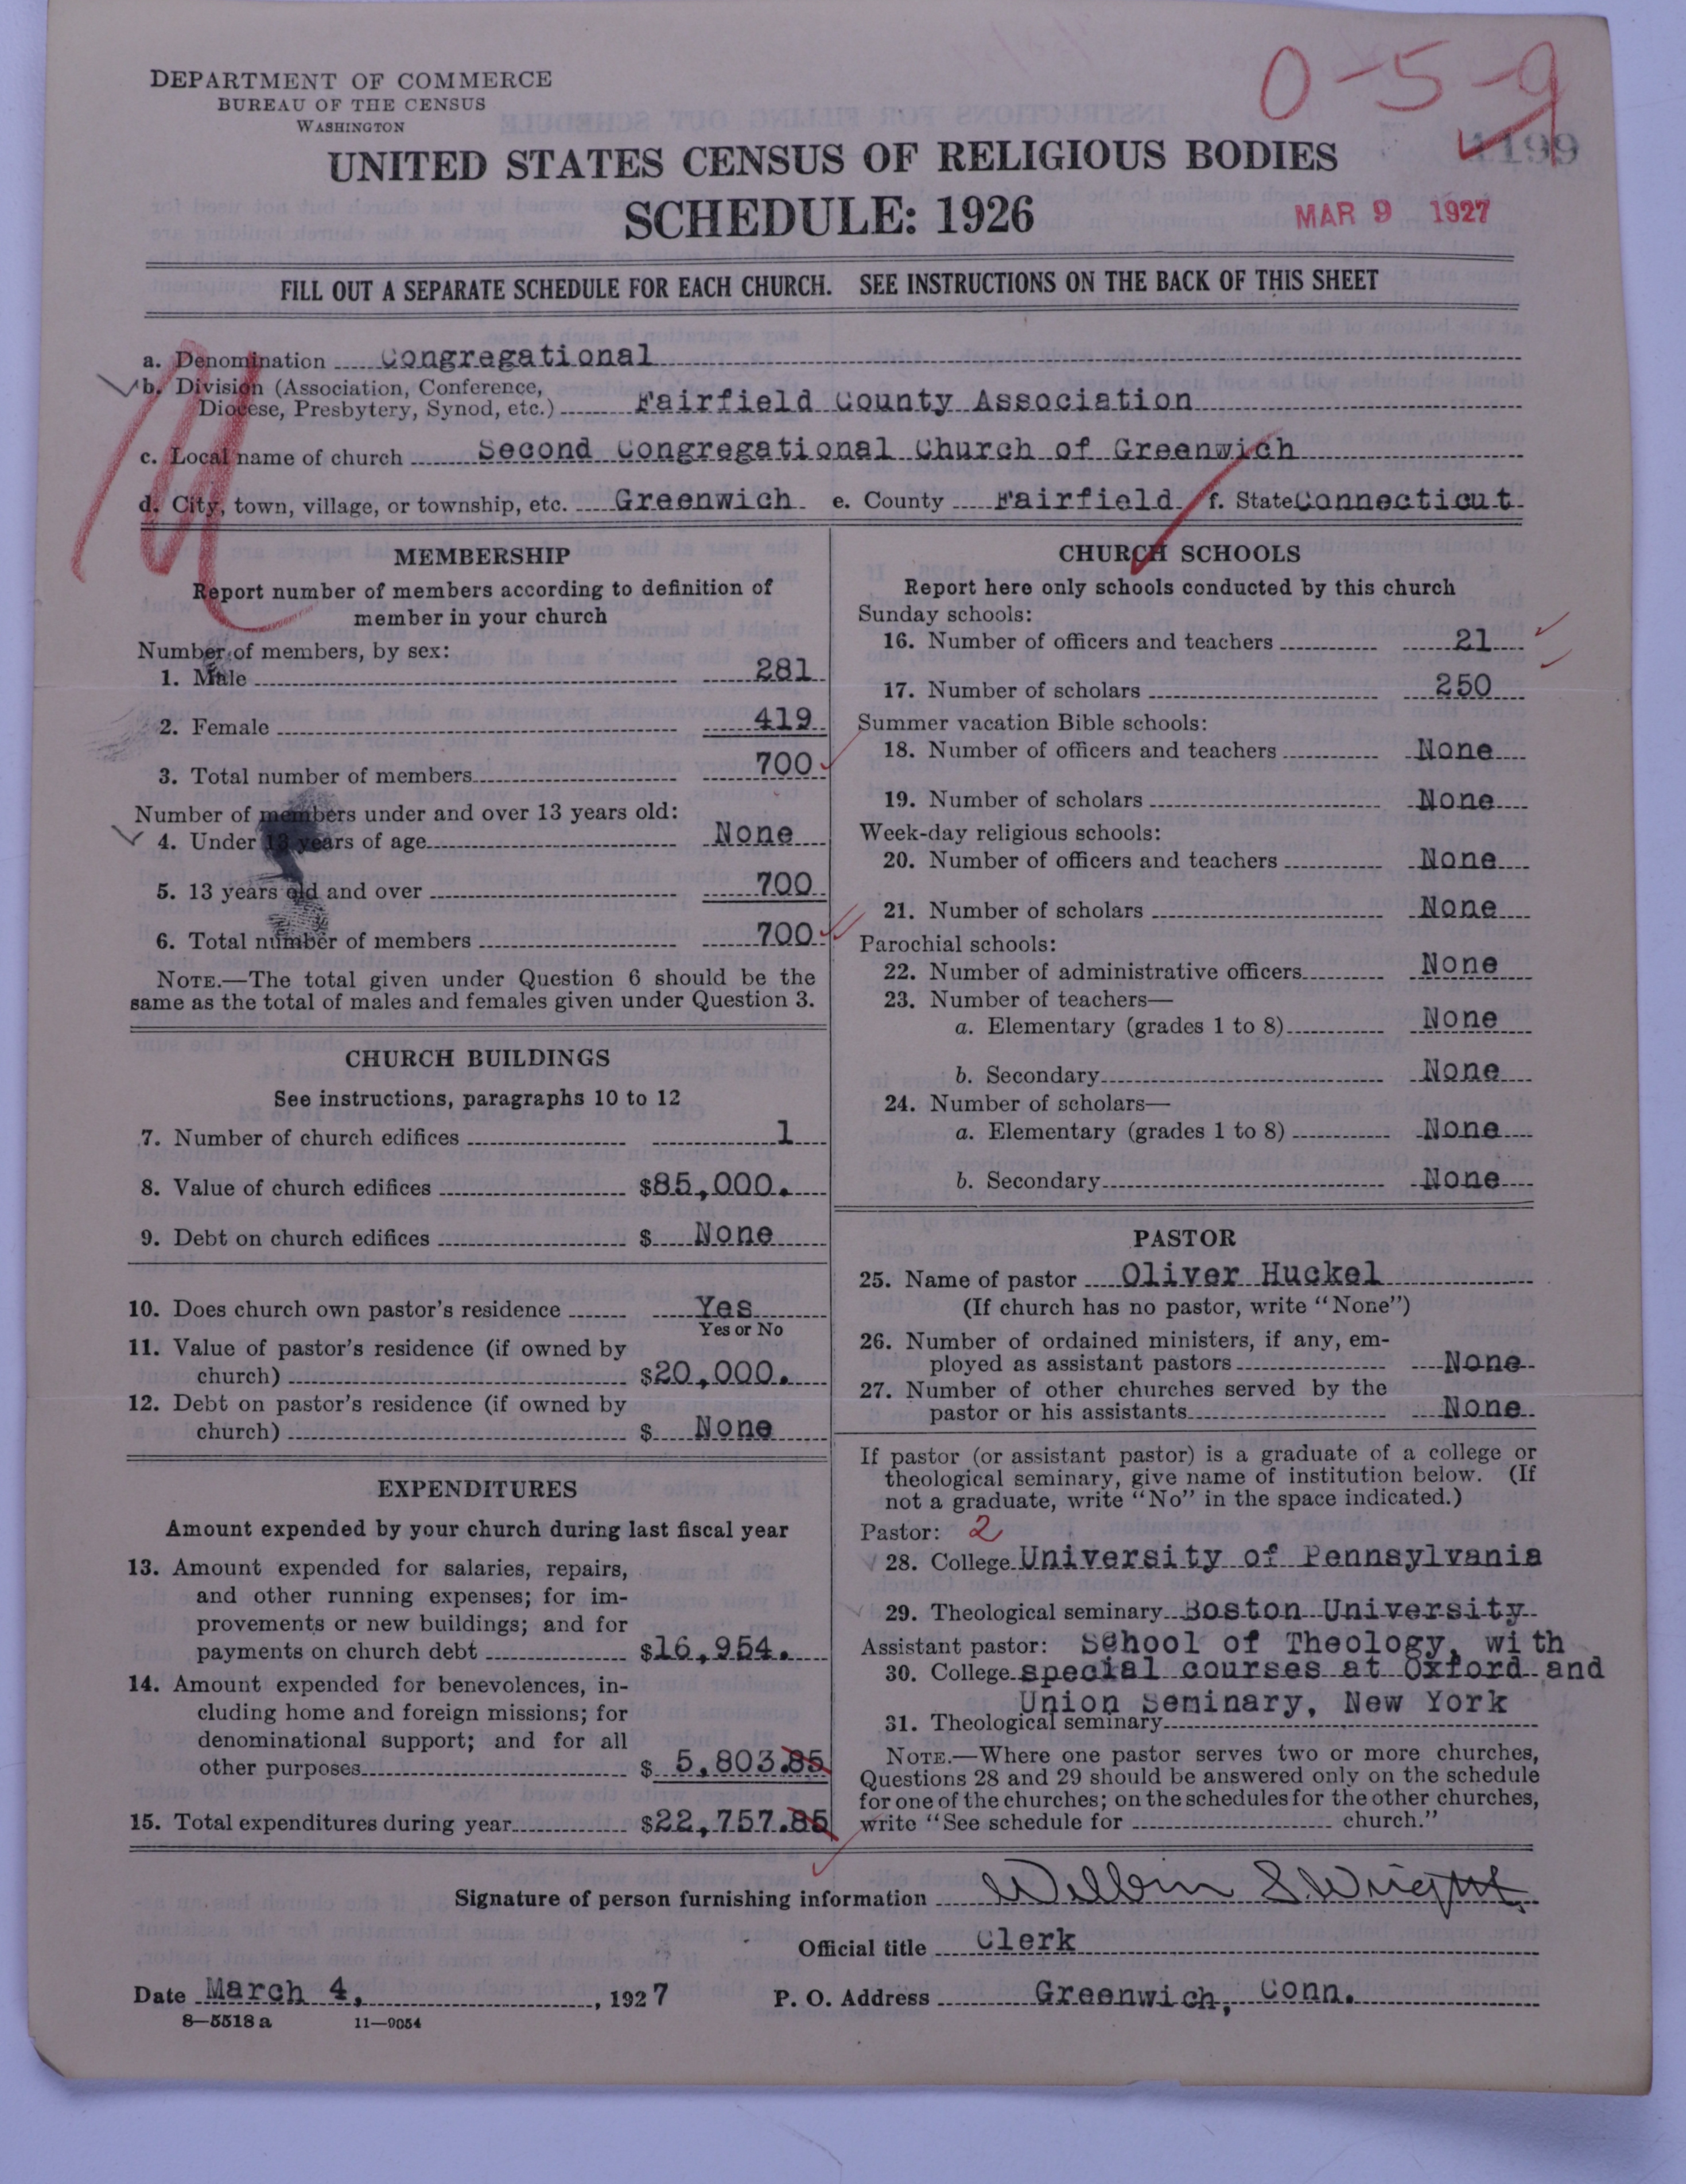 DEPARTMENT OF COMMERCE
BUREAU OF THE CENSUS
WASHINGTON
0-5-9
UNITED STATES CENSUS OF RELIGIOUS BODIES
SCHEDULE: 1926
MAR 9 1927
FILL OUT A SEPARATE SCHEDULE FOR EACH CHURCH. SEE INSTRUCTIONS ON THE BACK OF THIS SHEET
a. Denomination Congregational
b. Division (Association, Conference,
Diocese, Presbytery, Synod, etc.) Fairfield County Association
c. Local name of church Second Congregational Church of Greenwich
d. City, town, village, or township, etc. Greenwich e. County Fairfield f. State Connecticut
MEMBERSHIP
Report number of members according to definition of
member in your church
Number of members, by sex:
1. Male 281
2. Female 419
3. Total number of members 700
Number of members under and over 13 years old:
4. Under 13 years of age None
5. 13 years old and over 700
6. Total number of members 700
NOTE.—The total given under Question 6 should be the
same as the total of males and females given under Question 3.
CHURCH BUILDINGS
See instructions, paragraphs 10 to 12
7. Number of church edifices 1
8. Value of church edifices $85,000.
9. Debt on church edifices $ None
10. Does church own pastor's residence Yes
Yes or No
11. Value of pastor's residence (if owned by
church) $20,000.
12. Debt on pastor's residence (if owned by
church) $ None
EXPENDITURES
Amount expended by your church during last fiscal year
13. Amount expended for salaries, repairs,
and other running expenses; for im-
provements or new buildings; and for
payments on church debt $16,954.
14. Amount expended for benevolences, in-
cluding home and foreign missions; for
denominational support; and for all
other purposes $ 5,803.85
15. Total expenditures during year $22,757.85
CHURCH SCHOOLS
Report here only schools conducted by this church
Sunday schools:
16. Number of officers and teachers 21
17. Number of scholars 250
Summer vacation Bible schools:
18. Number of officers and teachers None
19. Number of scholars None
Week-day religious schools:
20. Number of officers and teachers None
21. Number of scholars None
Parochial schools:
22. Number of administrative officers None
23. Number of teachers—
a. Elementary (grades 1 to 8) None
b. Secondary None
24. Number of scholars—
a. Elementary (grades 1 to 8) None
b. Secondary None
PASTOR
25. Name of pastor Oliver Huckel
(If church has no pastor, write "None")
26. Number of ordained ministers, if any, em-
ployed as assistant pastors None
27. Number of other churches served by the
pastor or his assistants None
If pastor (or assistant pastor) is a graduate of a college or
theological seminary, give name of institution below. (If
not a graduate, write "No" in the space indicated.)
Pastor: 2
28. College University of Pennsylvania
29. Theological seminary Boston University
Assistant pastor: School of Theology, with
30. College special courses at Oxford and
Union Seminary, New York
31. Theological seminary
NOTE.—Where one pastor serves two or more churches,
Questions 28 and 29 should be answered only on the schedule
for one of the churches; on the schedules for the other churches,
write "See schedule for church."
Signature of person furnishing information Wilbur S. Wright
Official title Clerk
Date March 4, 1927 P. O. Address Greenwich, Conn.
8—5518 a 11—9054